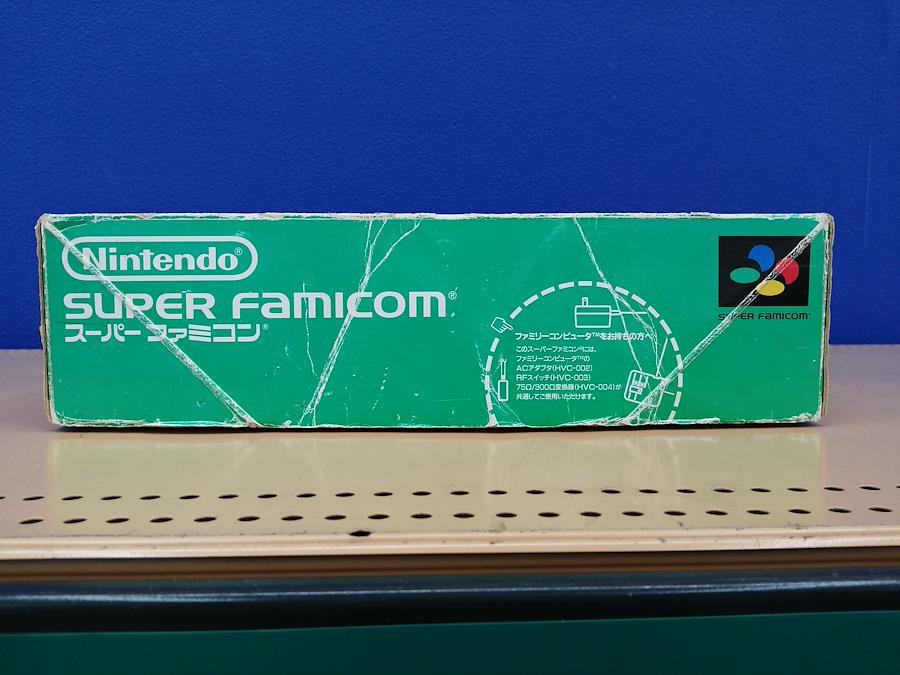 Nintendo®
SUPER FAMICOM®
スーパーファミコン®
SUPER FAMICOM®
ファミリーコンピュータ™をお持ちの方へ
このスーパーファミコン®には、
ファミリーコンピュータ™の
ACアダプタ(HVC-002)
RFスイッチ(HVC-003)
75Ω/300Ω変換器(HVC-004)が
共通してご使用いただけます。